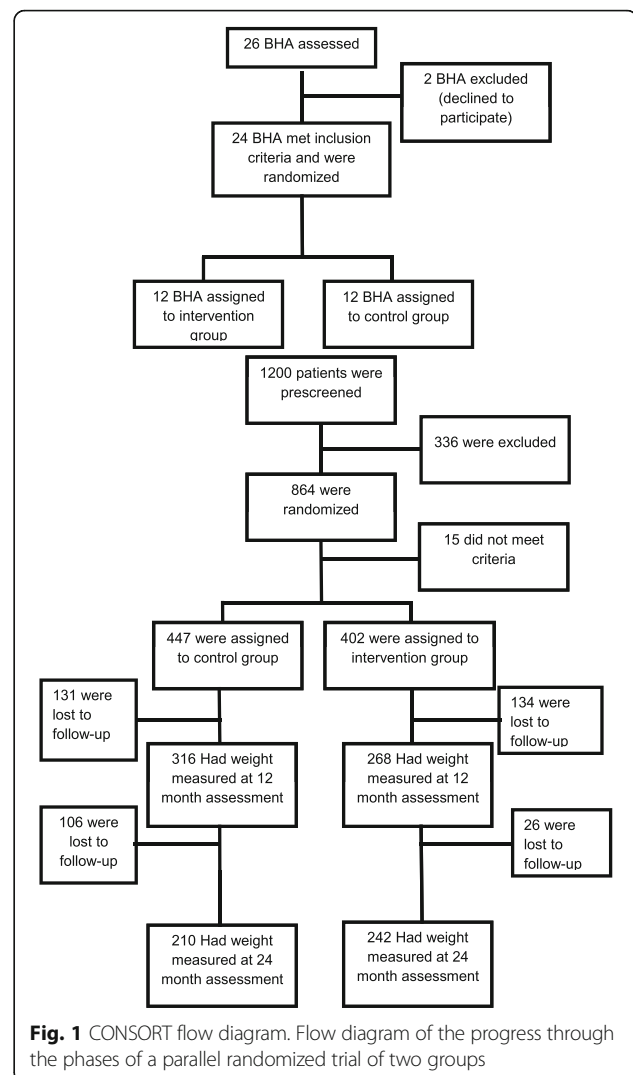 26 BHA assessed
2 BHA excluded
(declined to
participate)
24 BHA met inclusion
criteria and were
randomized
12 BHA assigned
to intervention
group
12 BHA assigned
to control group
1200 patients were
prescreened
336 were excluded
864 were
randomized
15 did not meet
criteria
447 were assigned
to control group
402 were assigned to
intervention group
131 were
lost to
follow-up
134 were
lost to
follow-up
316 Had weight
measured at 12
month assessment
268 Had weight
measured at 12
month assessment
106 were
lost to
follow-up
26 were
lost to
follow-up
210 Had weight
measured at 24
month assessment
242 Had weight
measured at 24
month assessment
Fig. 1 CONSORT flow diagram. Flow diagram of the progress through
the phases of a parallel randomized trial of two groups